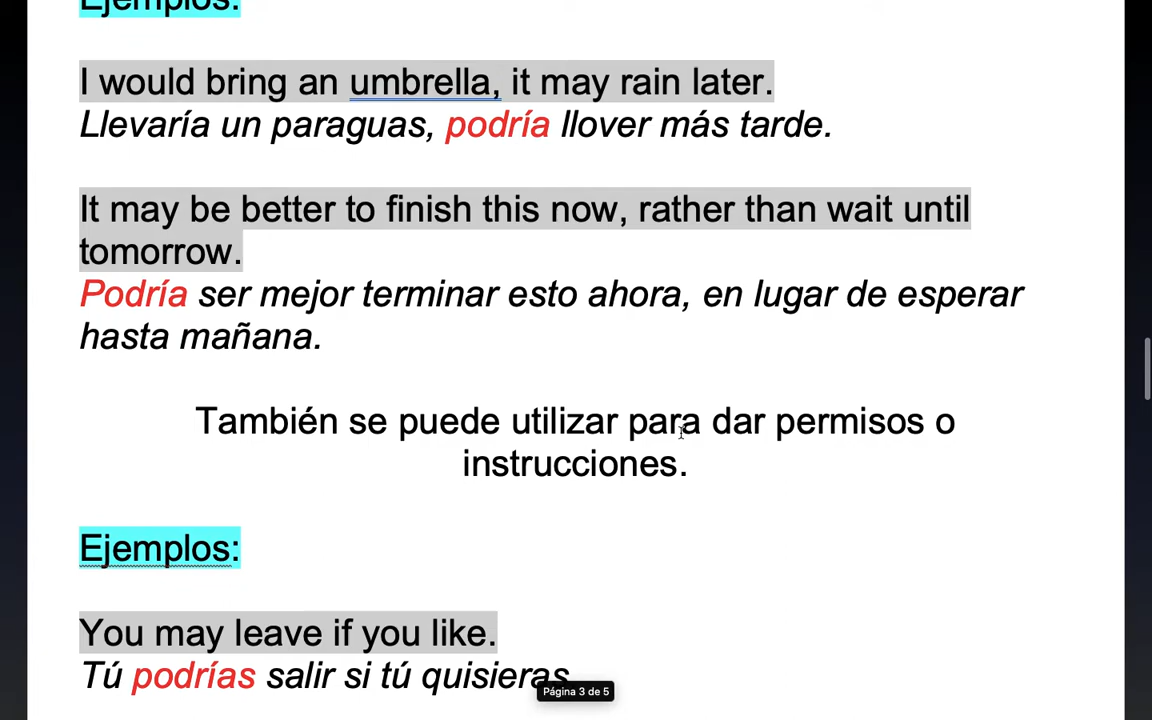 Ejemplos:
I would bring an umbrella, it may rain later.
Llevaría un paraguas, podría llover más tarde.
It may be better to finish this now, rather than wait until
tomorrow.
Podría ser mejor terminar esto ahora, en lugar de esperar
hasta mañana.
También se puede utilizar para dar permisos o
instrucciones.
Ejemplos:
You may leave if you like.
Tú podrías salir si tú quisieras
Página 3 de 5